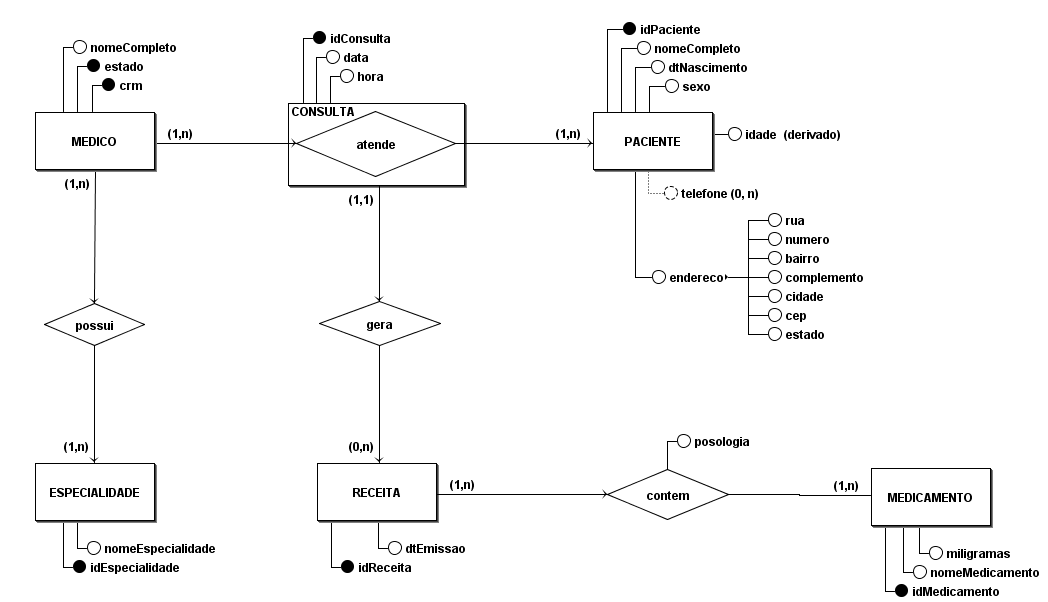 nomeCompleto
estado
crm
MEDICO
(1,n)
(1,n)
idConsulta
data
hora
CONSULTA
atende
(1,1)
(1,n)
idPaciente
nomeCompleto
dtNascimento
sexo
PACIENTE
idade (derivado)
telefone (0, n)
endereco
rua
numero
bairro
complemento
cidade
cep
estado
possui
gera
(1,n)
ESPECIALIDADE
nomeEspecialidade
idEspecialidade
(0,n)
RECEITA
(1,n)
dtEmissao
idReceita
posologia
contem
(1,n)
MEDICAMENTO
miligramas
nomeMedicamento
idMedicamento